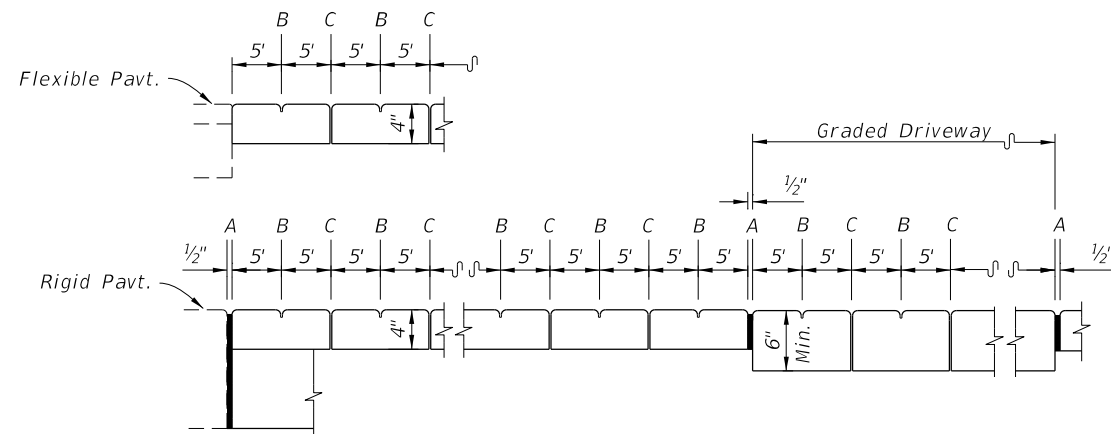 B C B C
5' 5' 5' 5'
Flexible Pavt.
4"
Graded Driveway
½"
A B C B C B C B C B A B C B C A
½" 5' 5' 5' 5' 5' 5' 5' 5' 5' 5' 5' 5' 5' ½"
Rigid Pavt.
4"
6" Min.